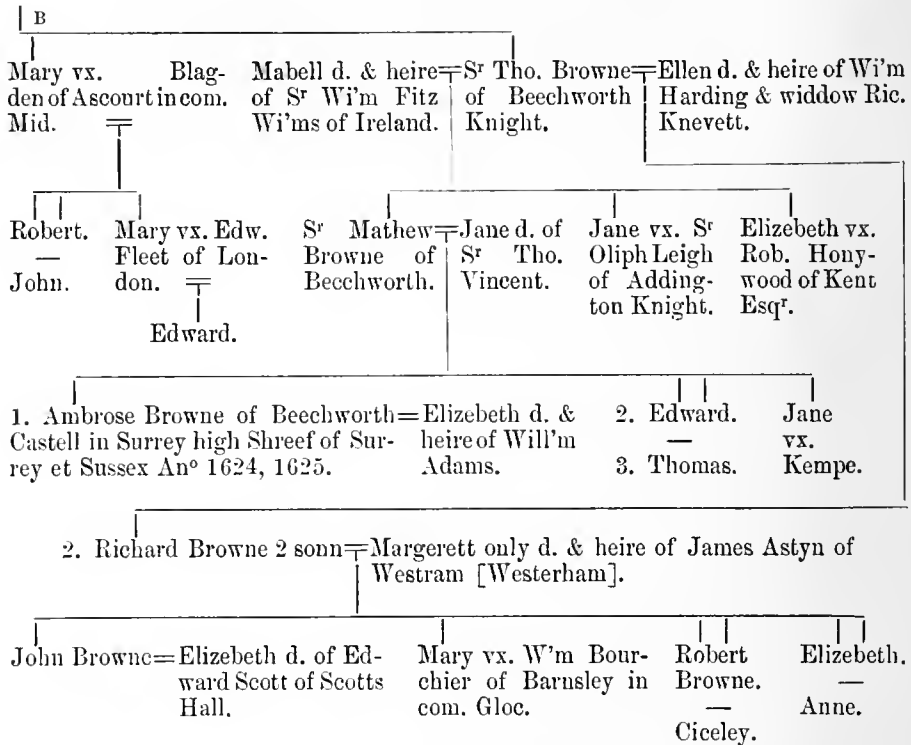 B
Mary vx. Blag-
den of Ascourt in com.
Mid.
Mabell d. & heire
of Sʳ Wi'm Fitz
Wi'ms of Ireland.
Sʳ Tho. Browne
of Beechworth
Knight.
Ellen d. & heire of Wi'm
Harding & widdow Ric.
Knevett.
Robert.
—
John.
Mary vx. Edw.
Fleet of Lon-
don.
Edward.
Sʳ Mathew
Browne of
Beechworth.
Jane d. of
Sʳ Tho.
Vincent.
Jane vx. Sʳ
Oliph Leigh
of Adding-
ton Knight.
Elizebeth vx.
Rob. Hony-
wood of Kent
Esqʳ.
1. Ambrose Browne of Beechworth
Castell in Surrey high Shreef of Sur-
rey et Sussex Anº 1624, 1625.
Elizebeth d. &
heire of Will'm
Adams.
2. Edward.
—
3. Thomas.
Jane
vx.
Kempe.
2. Richard Browne 2 sonn
Margerett only d. & heire of James Astyn of
Westram [Westerham].
John Browne
Elizebeth d. of Ed-
ward Scott of Scotts
Hall.
Mary vx. W'm Bour-
chier of Barnsley in
com. Gloc.
Robert
Browne.
—
Ciceley.
Elizebeth.
—
Anne.